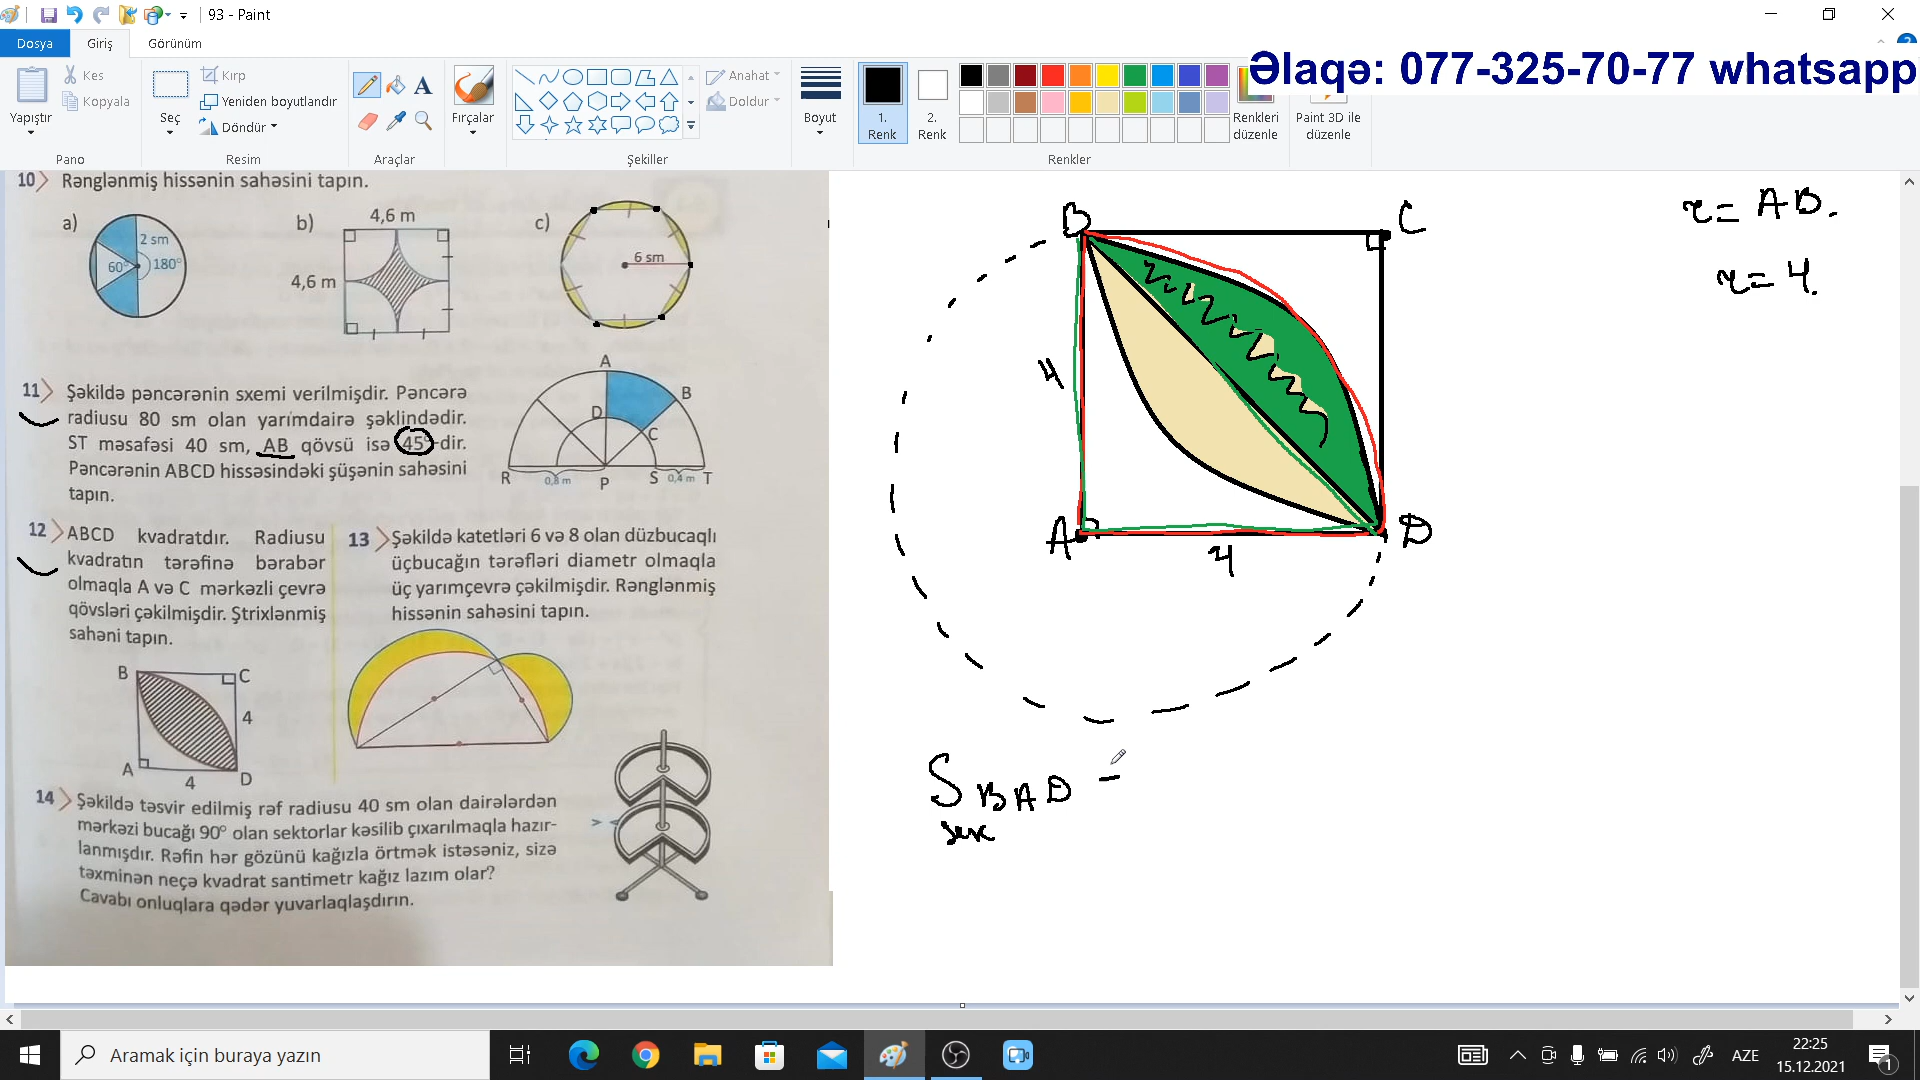 93 - Paint
Dosya
Giriş
Görünüm
Əlaqə: 077-325-70-77 whatsapp
Yapıştır
Kes
Kopyala
Pano
Seç
Kırp
Yeniden boyutlandır
Döndür
Resim
A
Araçlar
Fırçalar
Şekiller
Anahat
Doldur
Boyut
1. Renk
2. Renk
Renkler
Renkleri düzenle
Paint 3D ile düzenle
10 Rənglənmiş hissənin sahəsini tapın.
a)
2 sm
60°
180°
b)
4,6 m
4,6 m
c)
6 sm
11 Şəkildə pəncərənin sxemi verilmişdir. Pəncərə
radiusu 80 sm olan yarımdairə şəklindədir.
ST məsafəsi 40 sm, AB qövsü isə 45°-dir.
Pəncərənin ABCD hissəsindəki şüşənin sahəsini
tapın.
A
B
D
C
R
0,8 m
P
S
0,4 m
T
12 ABCD kvadratdır. Radiusu
kvadratın tərəfinə bərabər
olmaqla A və C mərkəzli çevrə
qövsləri çəkilmişdir. Ştrixlənmiş
sahəni tapın.
B
C
4
A
4
D
13 Şəkildə katetləri 6 və 8 olan düzbucaqlı
üçbucağın tərəfləri diametr olmaqla
üç yarımçevrə çəkilmişdir. Rənglənmiş
hissənin sahəsini tapın.
14 Şəkildə təsvir edilmiş rəf radiusu 40 sm olan dairələrdən
mərkəzi bucağı 90° olan sektorlar kəsilib çıxarılmaqla hazır-
lanmışdır. Rəfin hər gözünü kağızla örtmək istəsəniz, sizə
təxminən neçə kvadrat santimetr kağız lazım olar?
Cavabı onluqlara qədər yuvarlaqlaşdırın.
B
C
4
A
4
D
r = AB.
r = 4.
S BAD =
sek
Aramak için buraya yazın
AZE
22:25
15.12.2021
1